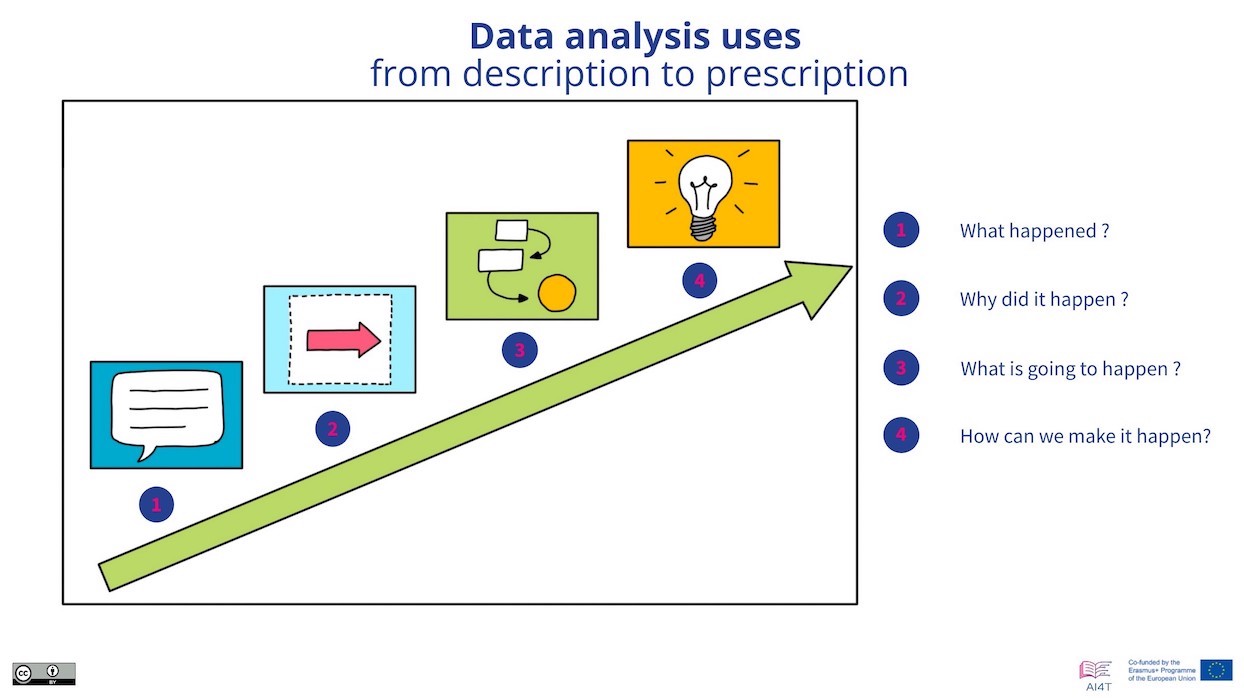 Data analysis uses
from description to prescription
1
2
3
4
1 What happened ?
2 Why did it happen ?
3 What is going to happen ?
4 How can we make it happen?
cc
BY
AI4T
Co-funded by the
Erasmus+ Programme
of the European Union